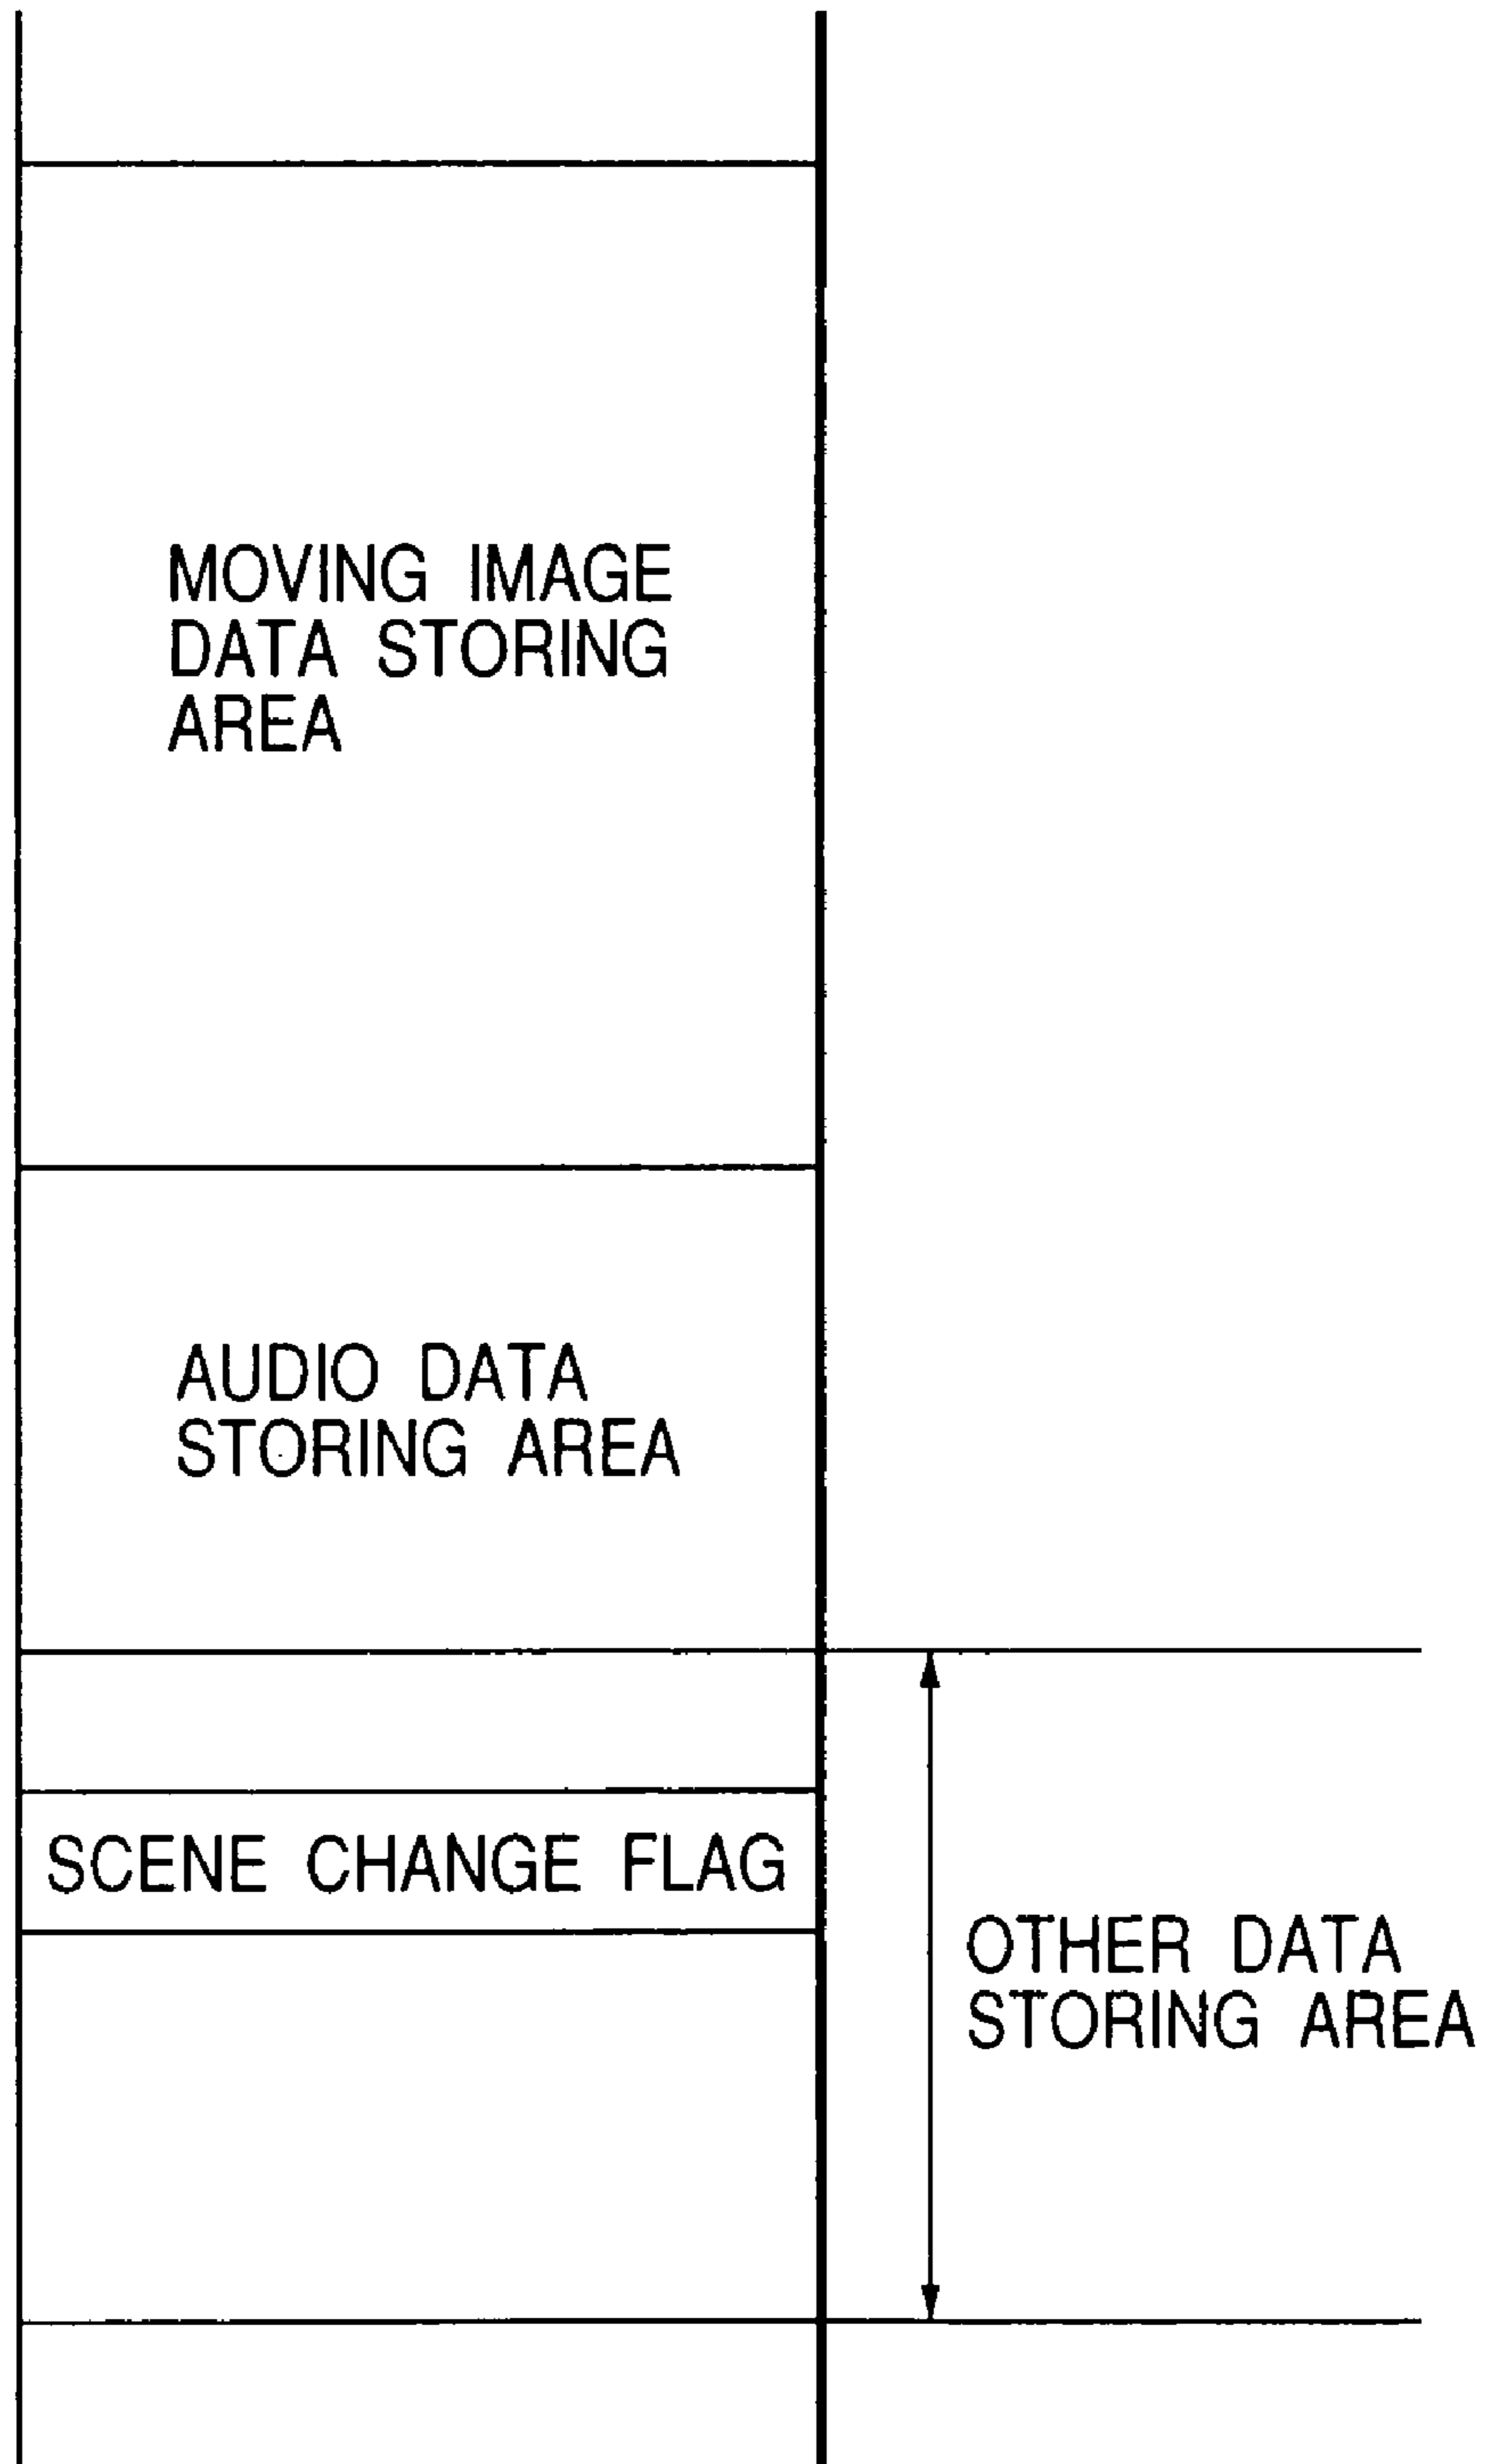 MOVING IMAGE
DATA STORING
AREA
AUDIO DATA
STORING AREA
SCENE CHANGE FLAG
OTHER DATA
STORING AREA